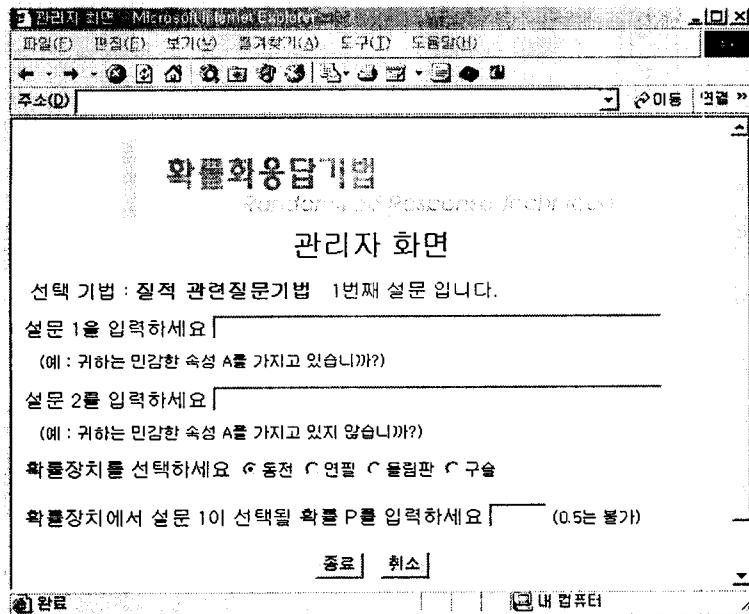 관리자 화면 - Microsoft Internet Explorer
파일(F) 편집(E) 보기(V) 즐겨찾기(A) 도구(T) 도움말(H)
주소(D) 이동 연결 »
확률화응답기법
Randomized Response Technique
관리자 화면
선택 기법 : 질적 관련질문기법 1번째 설문 입니다.
설문 1을 입력하세요
(예 : 귀하는 민감한 속성 A를 가지고 있습니까?)
설문 2를 입력하세요
(예 : 귀하는 민감한 속성 A를 가지고 있지 않습니까?)
확률장치를 선택하세요 동전 연필 돌림판 구슬
확률장치에서 설문 1이 선택될 확률 P를 입력하세요 (0.5는 불가)
종료 취소
완료 내 컴퓨터